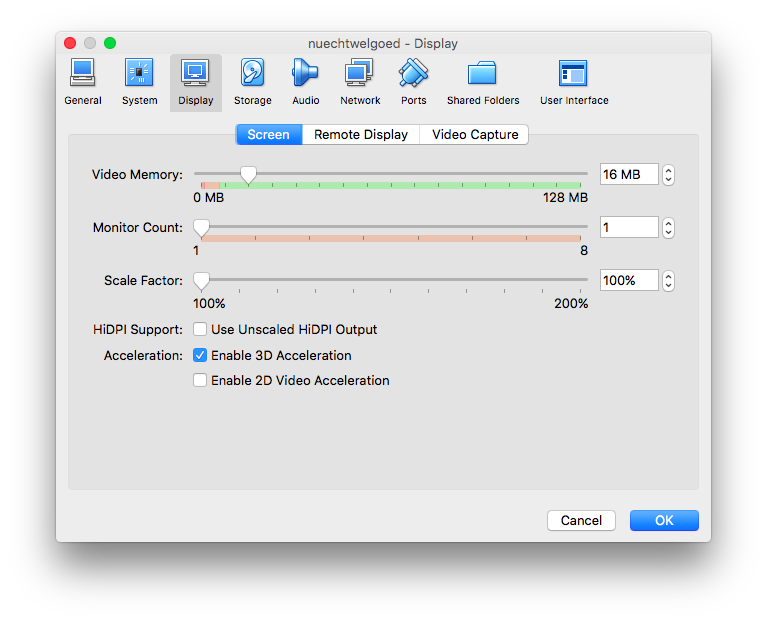 nuechtwelgoed - Display
General System Display Storage Audio Network Ports Shared Folders User Interface
Screen Remote Display Video Capture
Video Memory: 16 MB
0 MB 128 MB
Monitor Count: 1
1 8
Scale Factor: 100%
100% 200%
HiDPI Support: Use Unscaled HiDPI Output
Acceleration: Enable 3D Acceleration
Enable 2D Video Acceleration
Cancel OK